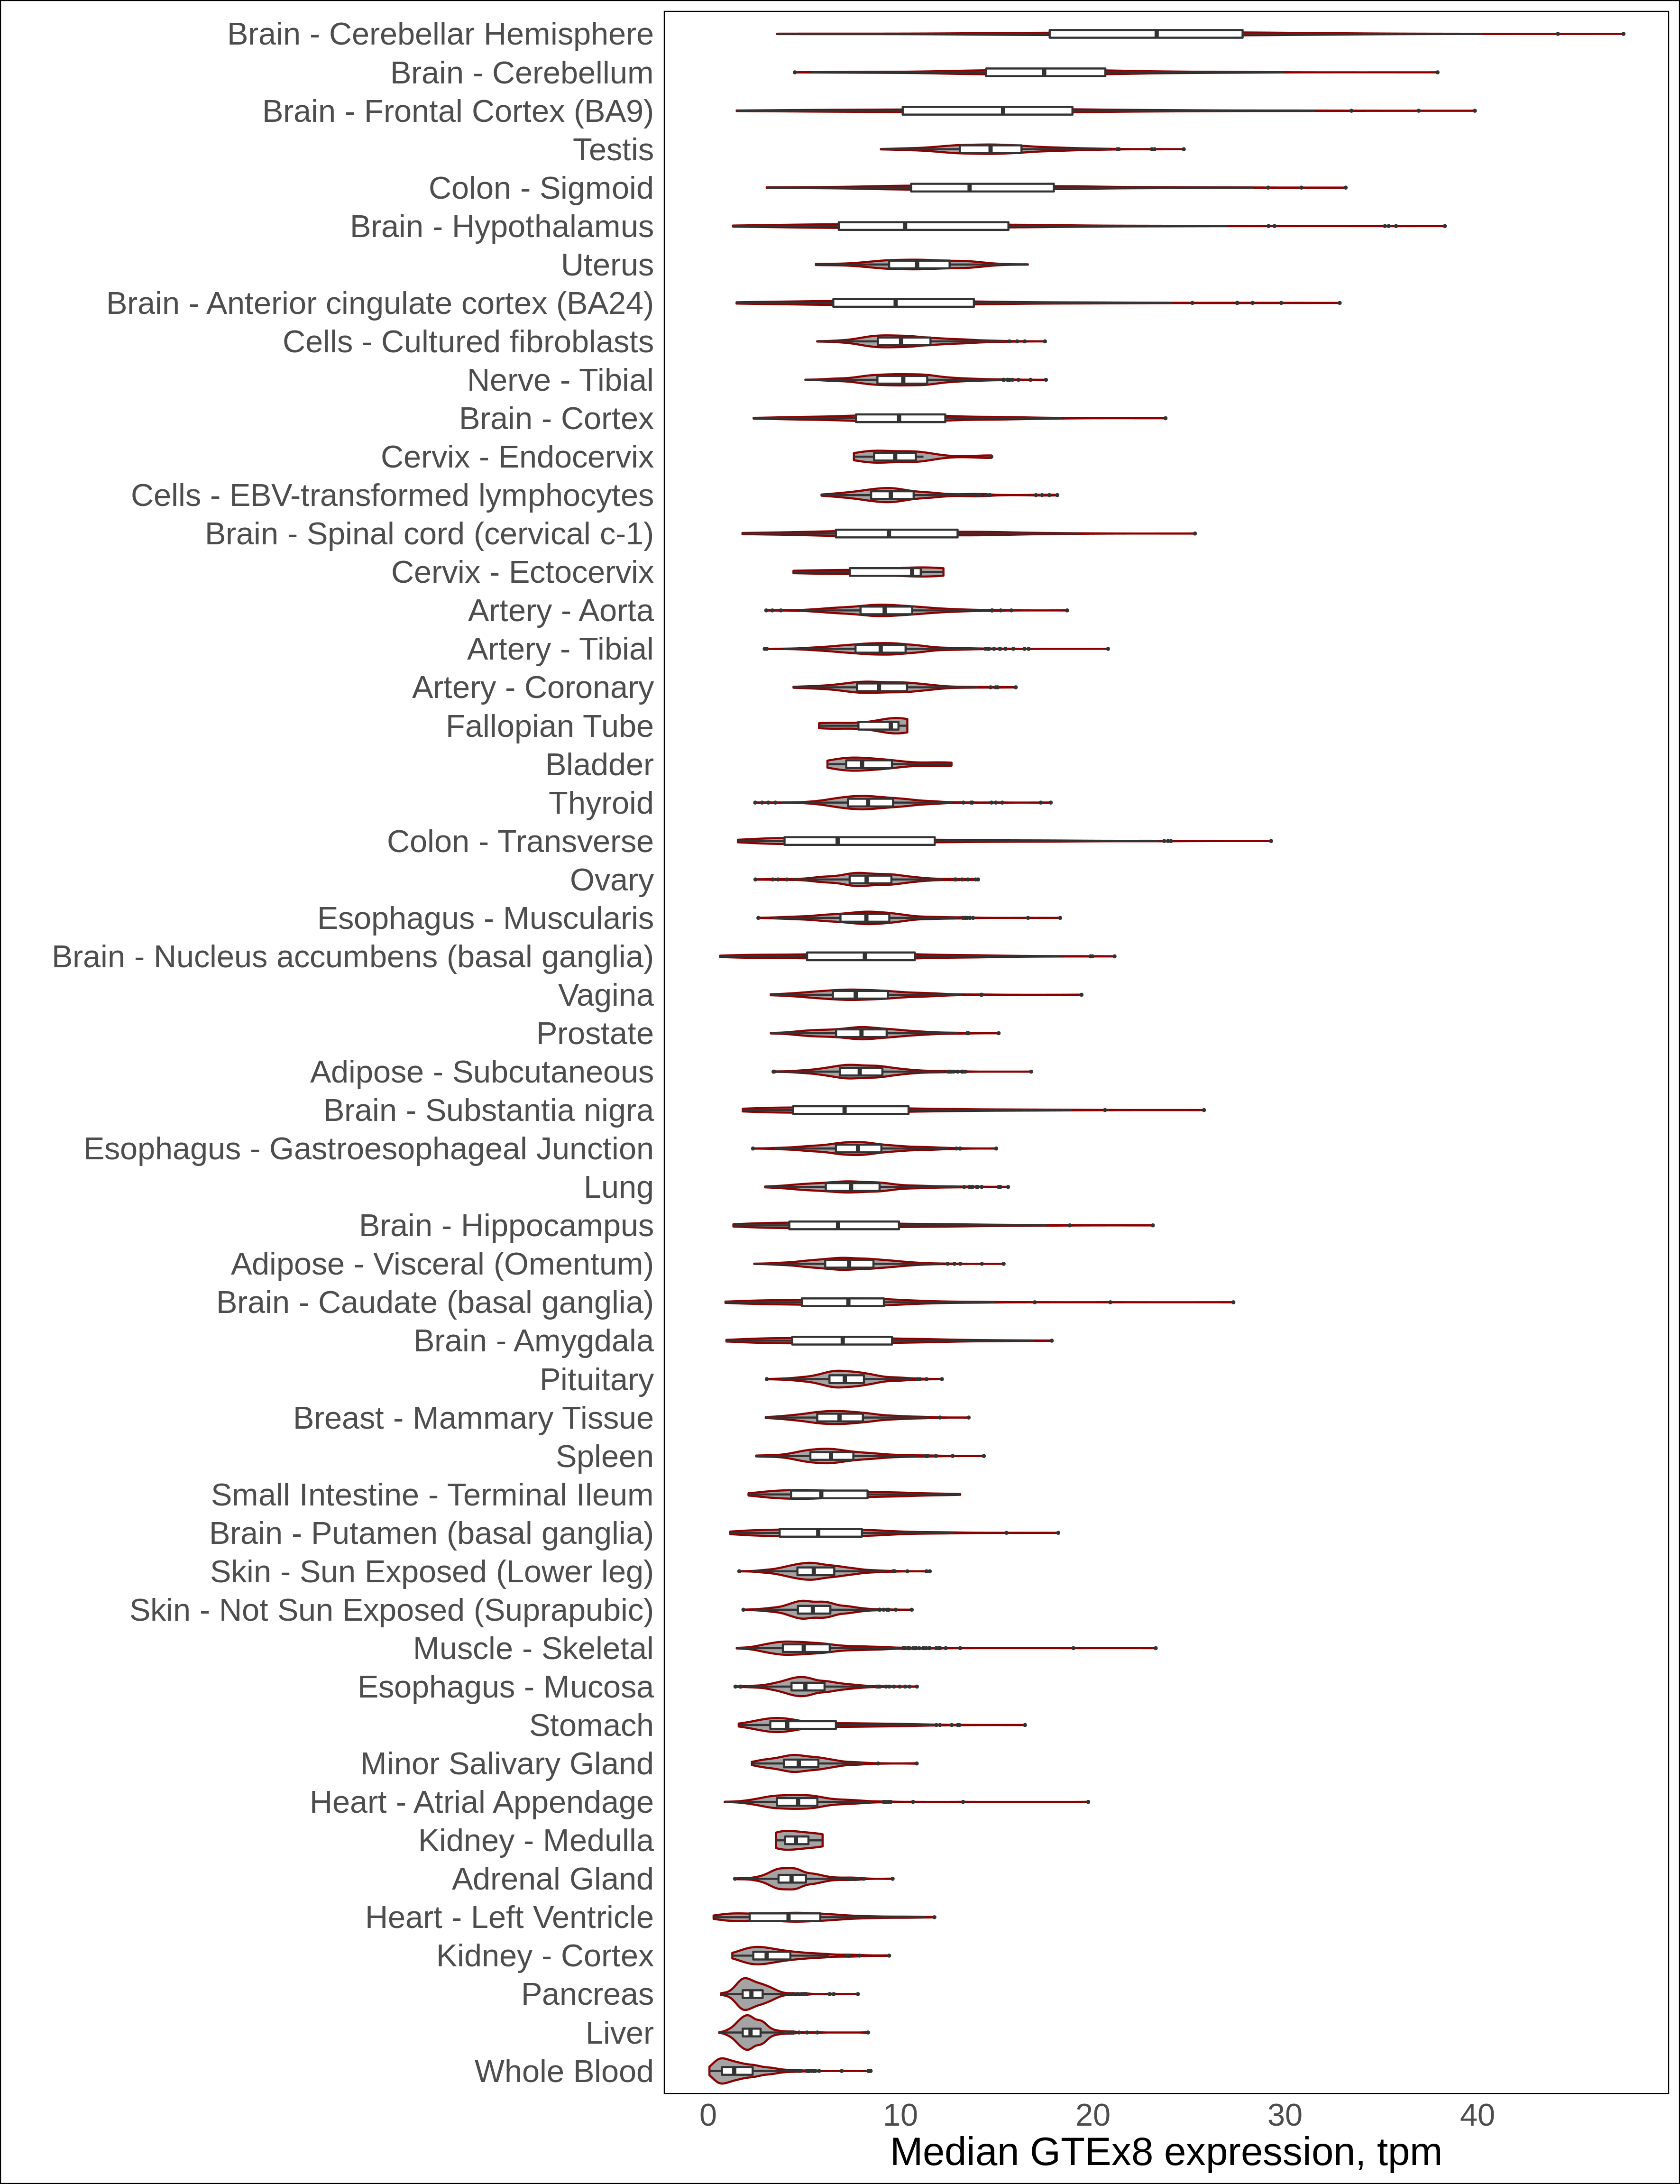 Brain - Cerebellar Hemisphere
Brain - Cerebellum
Brain - Frontal Cortex (BA9)
Testis
Colon - Sigmoid
Brain - Hypothalamus
Uterus
Brain - Anterior cingulate cortex (BA24)
Cells - Cultured fibroblasts
Nerve - Tibial
Brain - Cortex
Cervix - Endocervix
Cells - EBV-transformed lymphocytes
Brain - Spinal cord (cervical c-1)
Cervix - Ectocervix
Artery - Aorta
Artery - Tibial
Artery - Coronary
Fallopian Tube
Bladder
Thyroid
Colon - Transverse
Ovary
Esophagus - Muscularis
Brain - Nucleus accumbens (basal ganglia)
Vagina
Prostate
Adipose - Subcutaneous
Brain - Substantia nigra
Esophagus - Gastroesophageal Junction
Lung
Brain - Hippocampus
Adipose - Visceral (Omentum)
Brain - Caudate (basal ganglia)
Brain - Amygdala
Pituitary
Breast - Mammary Tissue
Spleen
Small Intestine - Terminal Ileum
Brain - Putamen (basal ganglia)
Skin - Sun Exposed (Lower leg)
Skin - Not Sun Exposed (Suprapubic)
Muscle - Skeletal
Esophagus - Mucosa
Stomach
Minor Salivary Gland
Heart - Atrial Appendage
Kidney - Medulla
Adrenal Gland
Heart - Left Ventricle
Kidney - Cortex
Pancreas
Liver
Whole Blood
0 10 20 30 40
Median GTEx8 expression, tpm